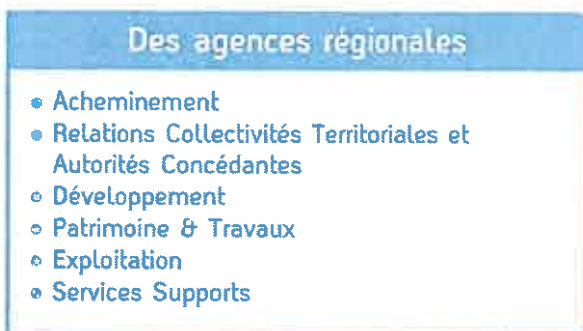 Des agences régionales
• Acheminement
• Relations Collectivités Territoriales et
Autorités Concédantes
• Développement
• Patrimoine & Travaux
• Exploitation
• Services Supports